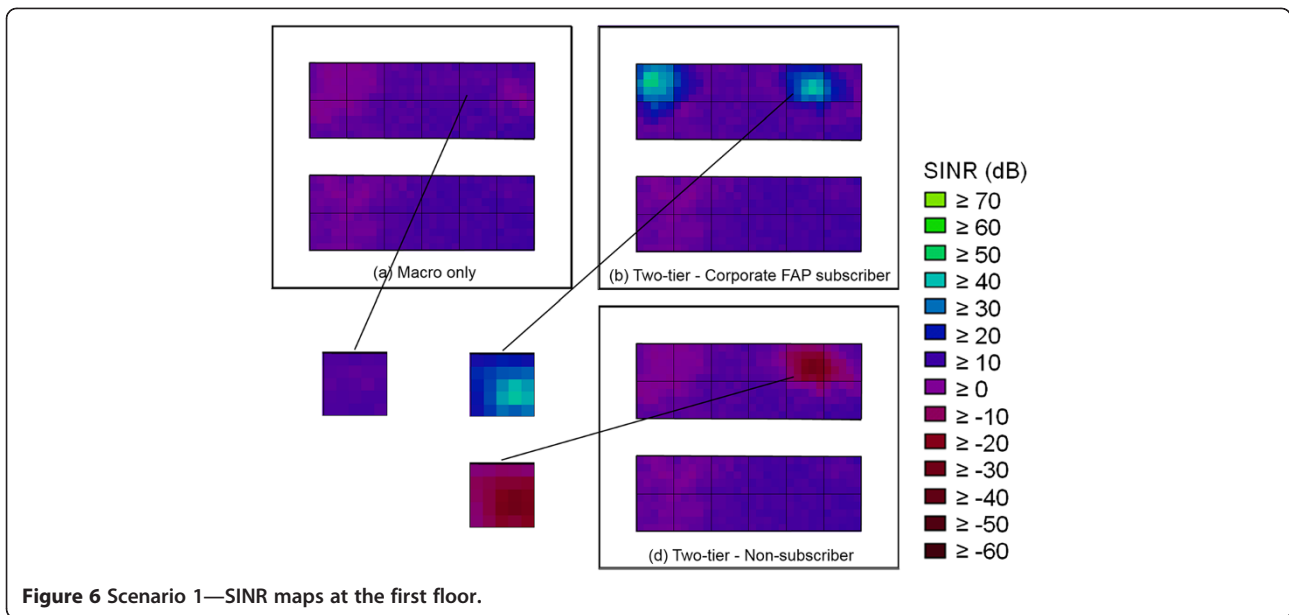 (a) Macro only
(b) Two-tier - Corporate FAP subscriber
(d) Two-tier - Non-subscriber
SINR (dB)
≥ 70
≥ 60
≥ 50
≥ 40
≥ 30
≥ 20
≥ 10
≥ 0
≥ -10
≥ -20
≥ -30
≥ -40
≥ -50
≥ -60
Figure 6 Scenario 1—SINR maps at the first floor.